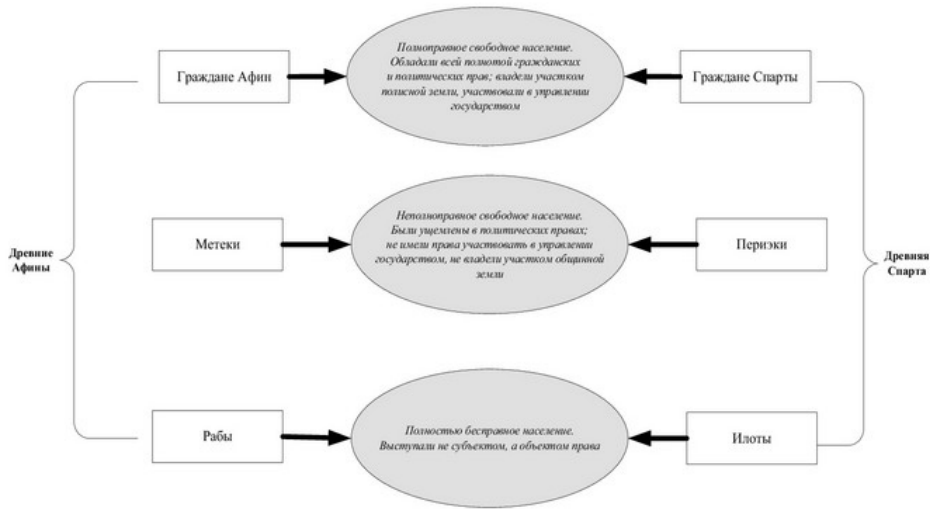 Полноправное свободное население.
Обладали всей полнотой гражданских
и политических прав; владели участком
полисной земли, участвовали в управлении
государством
Граждане Афин
Граждане Спарты
Неполноправное свободное население.
Были ущемлены в политических правах;
не имели права участвовать в управлении
государством, не владели участком общинной
земли
Метеки
Периэки
Древние
Афины
Древняя
Спарта
Полностью бесправное население.
Выступали не субъектом, а объектом права
Рабы
Илоты